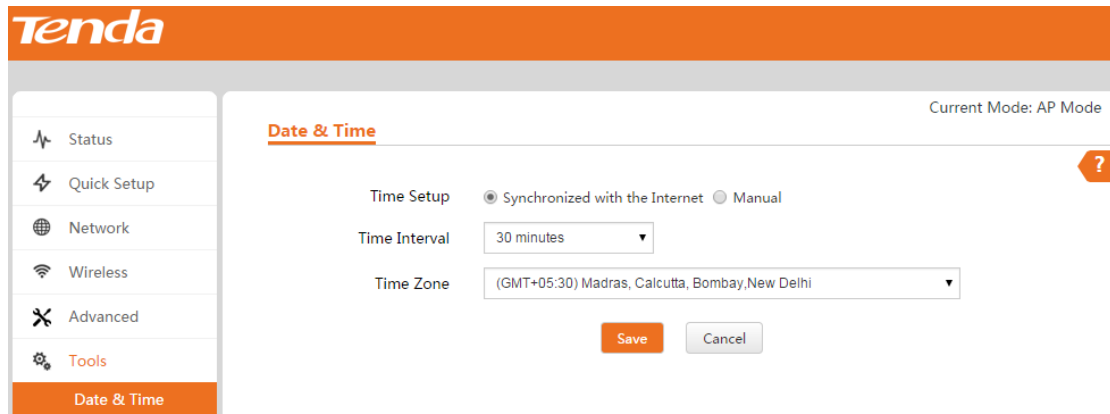 Tenda
Current Mode: AP Mode
Status
Quick Setup
Network
Wireless
Advanced
Tools
Date & Time
Date & Time
?
Time Setup Synchronized with the Internet Manual
Time Interval 30 minutes
Time Zone (GMT+05:30) Madras, Calcutta, Bombay,New Delhi
Save Cancel